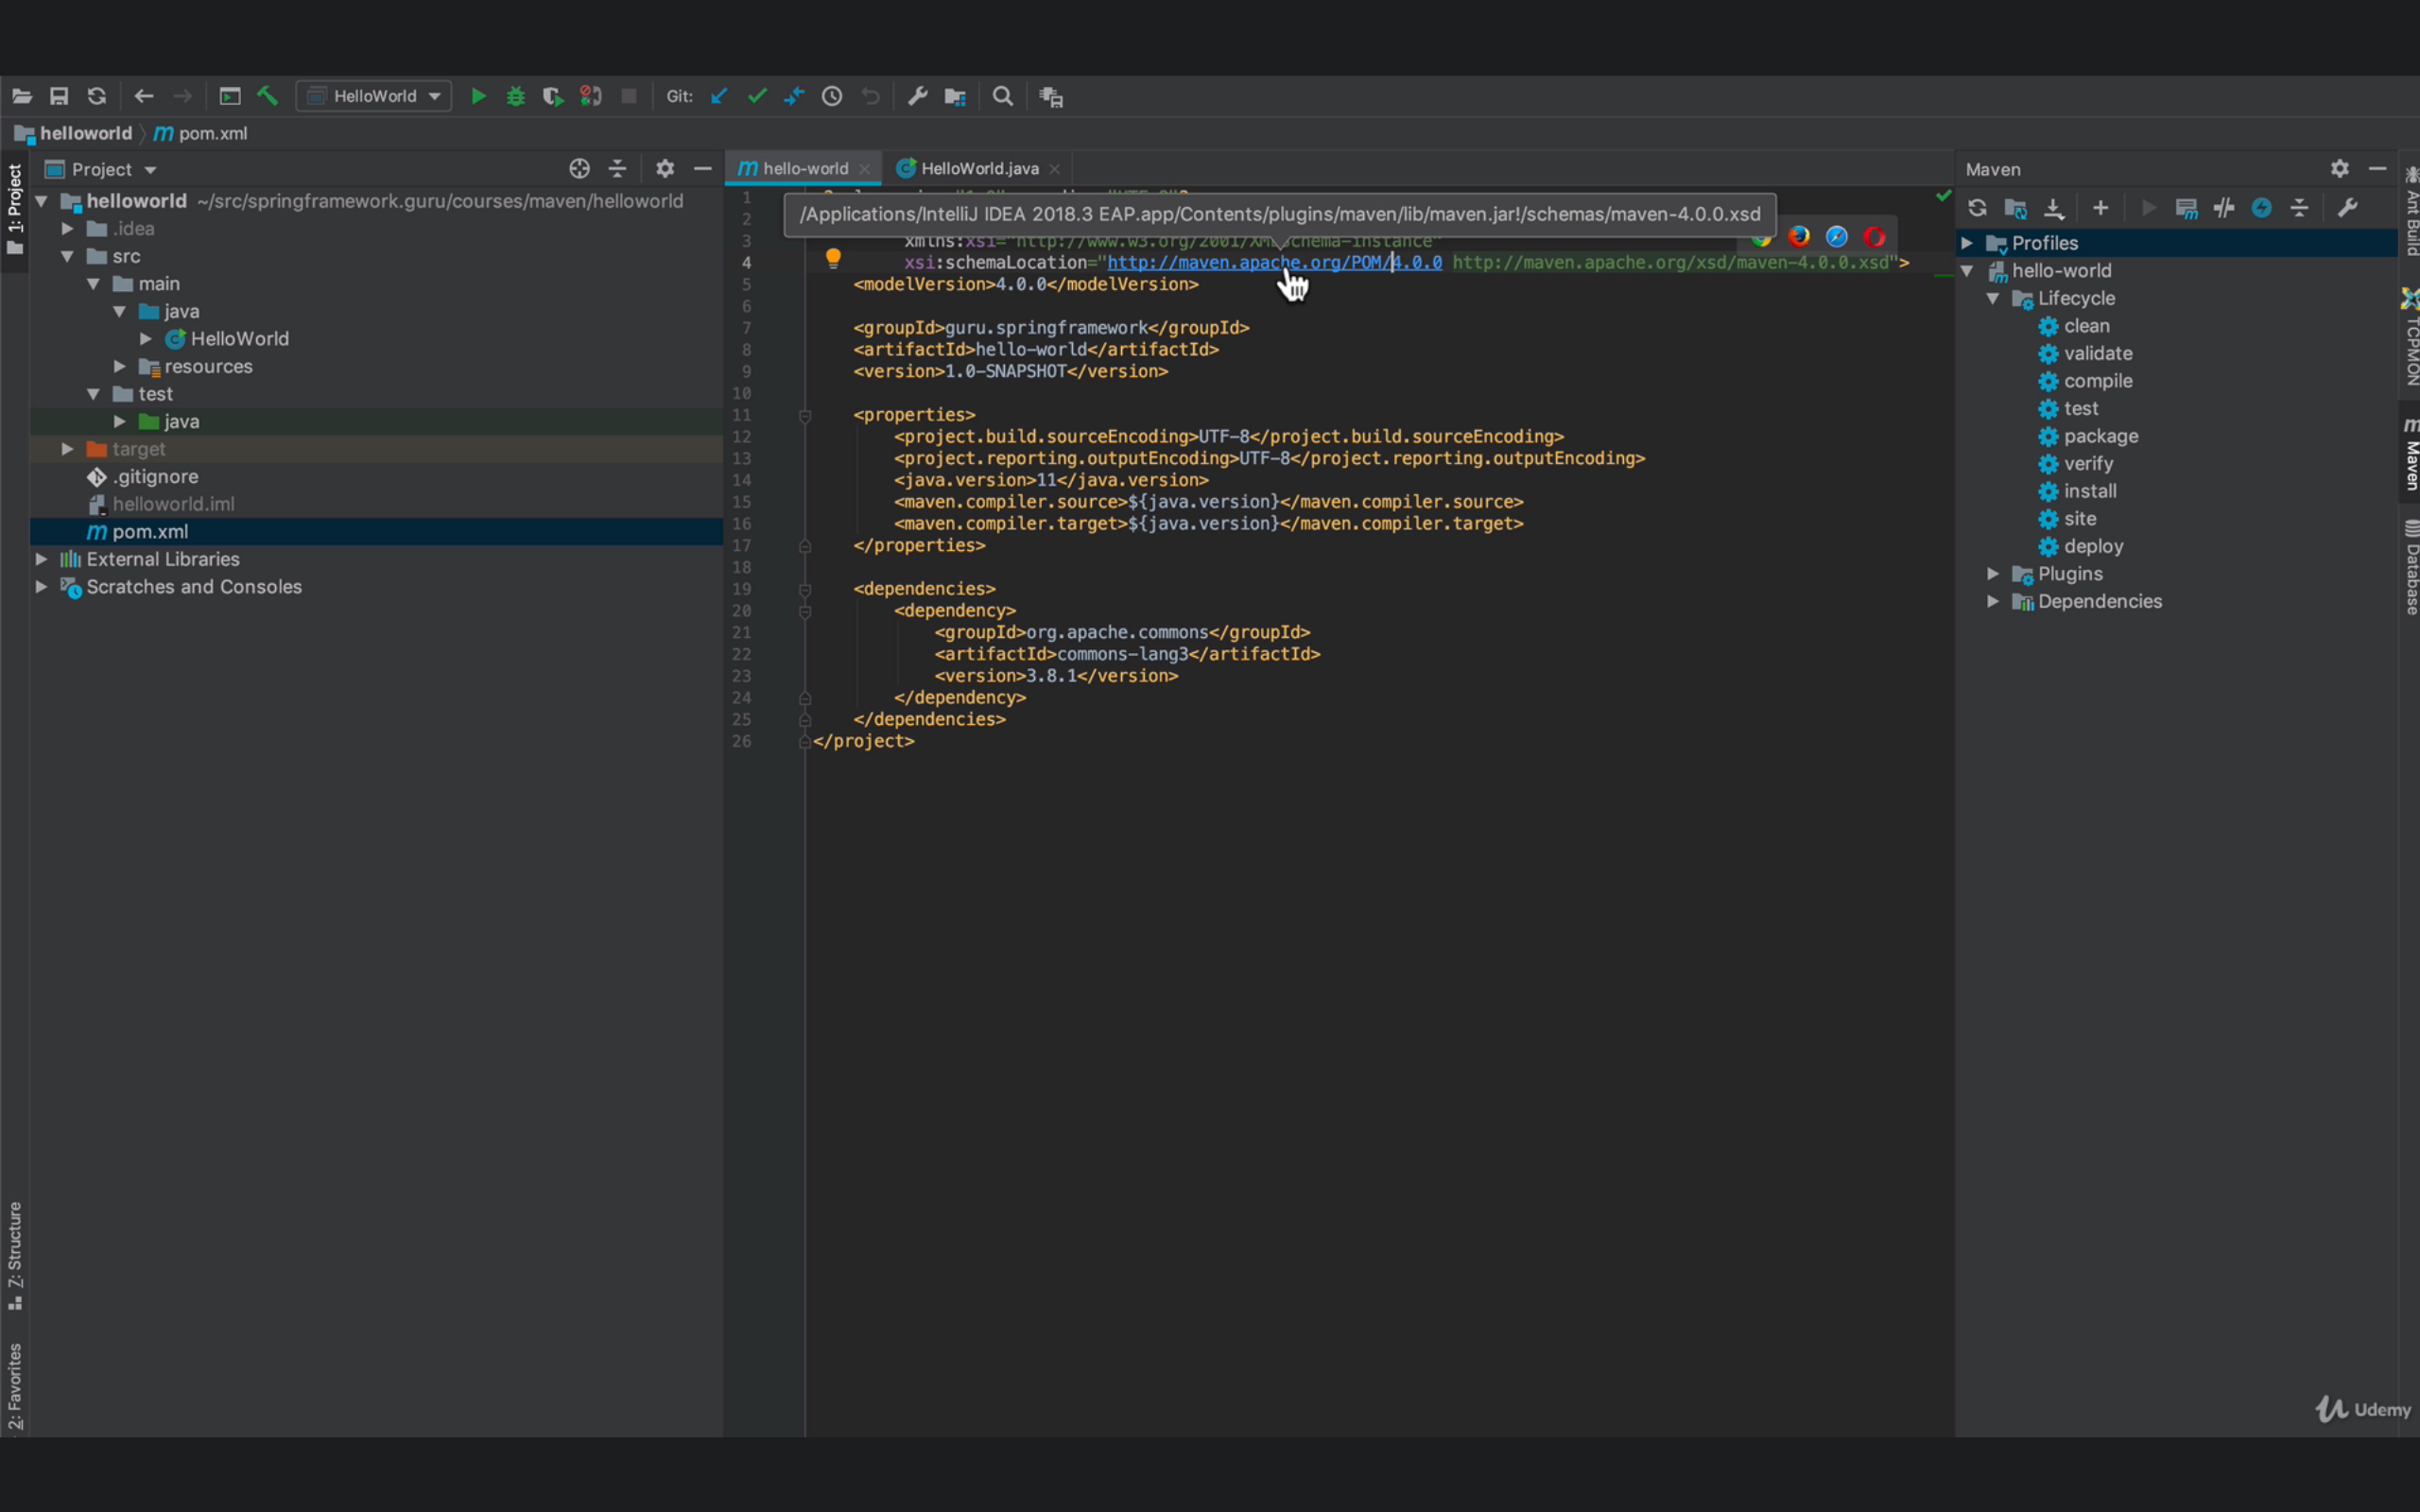 HelloWorld
Git:
helloworld
pom.xml
1: Project
Project
helloworld ~/src/springframework.guru/courses/maven/helloworld
.idea
src
main
java
HelloWorld
resources
test
java
target
.gitignore
helloworld.iml
pom.xml
External Libraries
Scratches and Consoles
7: Structure
2: Favorites
hello-world
HelloWorld.java
/Applications/IntelliJ IDEA 2018.3 EAP.app/Contents/plugins/maven/lib/maven.jar!/schemas/maven-4.0.0.xsd
1
2
3 xmlns:xsi="http://www.w3.org/2001/XMLSchema-instance"
4 xsi:schemaLocation="http://maven.apache.org/POM/4.0.0 http://maven.apache.org/xsd/maven-4.0.0.xsd">
5 <modelVersion>4.0.0</modelVersion>
6
7 <groupId>guru.springframework</groupId>
8 <artifactId>hello-world</artifactId>
9 <version>1.0-SNAPSHOT</version>
10
11 <properties>
12 <project.build.sourceEncoding>UTF-8</project.build.sourceEncoding>
13 <project.reporting.outputEncoding>UTF-8</project.reporting.outputEncoding>
14 <java.version>11</java.version>
15 <maven.compiler.source>${java.version}</maven.compiler.source>
16 <maven.compiler.target>${java.version}</maven.compiler.target>
17 </properties>
18
19 <dependencies>
20 <dependency>
21 <groupId>org.apache.commons</groupId>
22 <artifactId>commons-lang3</artifactId>
23 <version>3.8.1</version>
24 </dependency>
25 </dependencies>
26 </project>
Maven
Profiles
hello-world
Lifecycle
clean
validate
compile
test
package
verify
install
site
deploy
Plugins
Dependencies
Ant Build
TCPMON
Maven
Database
Udemy